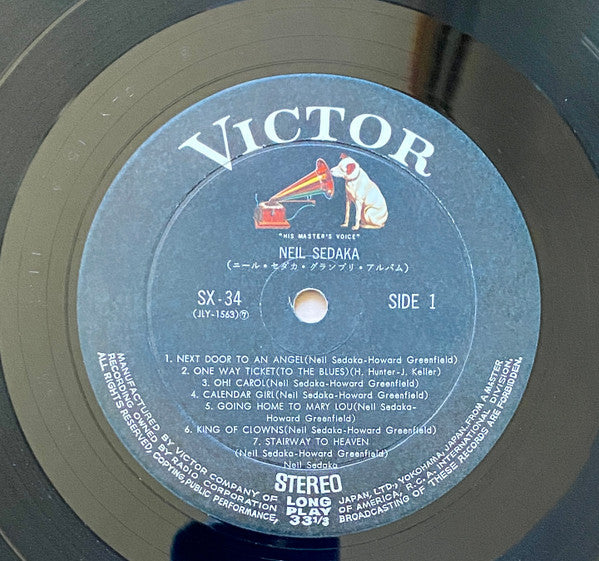 VICTOR
"HIS MASTER'S VOICE"
NEIL SEDAKA
(ニール・セダカ・グランプリ・アルバム)
SX-34
(JLY-1563)⑦
SIDE 1
1. NEXT DOOR TO AN ANGEL(Neil Sedaka-Howard Greenfield)
2. ONE WAY TICKET(TO THE BLUES)(H. Hunter-J. Keller)
3. OH! CAROL(Neil Sedaka-Howard Greenfield)
4. CALENDAR GIRL(Neil Sedaka-Howard Greenfield)
5. GOING HOME TO MARY LOU(Neil Sedaka-
Howard Greenfield)
6. KING OF CLOWNS(Neil Sedaka-Howard Greenfield)
7. STAIRWAY TO HEAVEN
(Neil Sedaka-Howard Greenfield)
Neil Sedaka
STEREO
LONG
PLAY
33 1/3
MANUFACTURED BY VICTOR COMPANY OF JAPAN, LTD., YOKOHAMA, JAPAN, FROM A MASTER
RECORDING OWNED BY RADIO CORPORATION OF AMERICA, R.C.A. INTERNATIONAL DIVISION.
ALL RIGHTS RESERVED. COPYING, PUBLIC PERFORMANCE, BROADCASTING OF THESE RECORDS ARE FORBIDDEN.